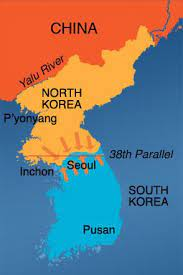 CHINA
Yalu River
NORTH
KOREA
P'yonyang
38th Parallel
Seoul
Inchon
SOUTH
KOREA
Pusan